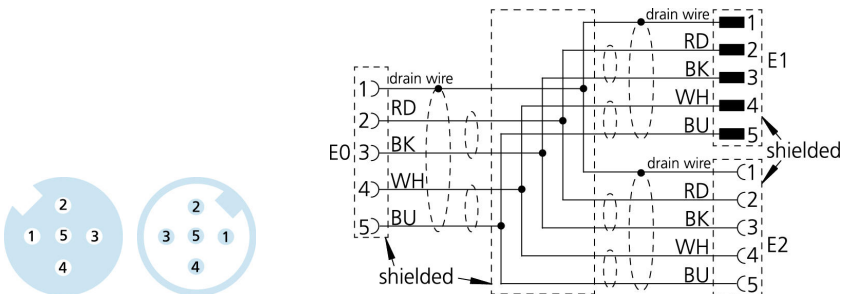 2
1 5 3
4
2
3 5 1
4
E0
1 drain wire
2 RD
3 BK
4 WH
5 BU
shielded
drain wire 1
RD 2
BK 3
WH 4
BU 5
E1
shielded
drain wire 1
RD 2
BK 3
WH 4
BU 5
E2